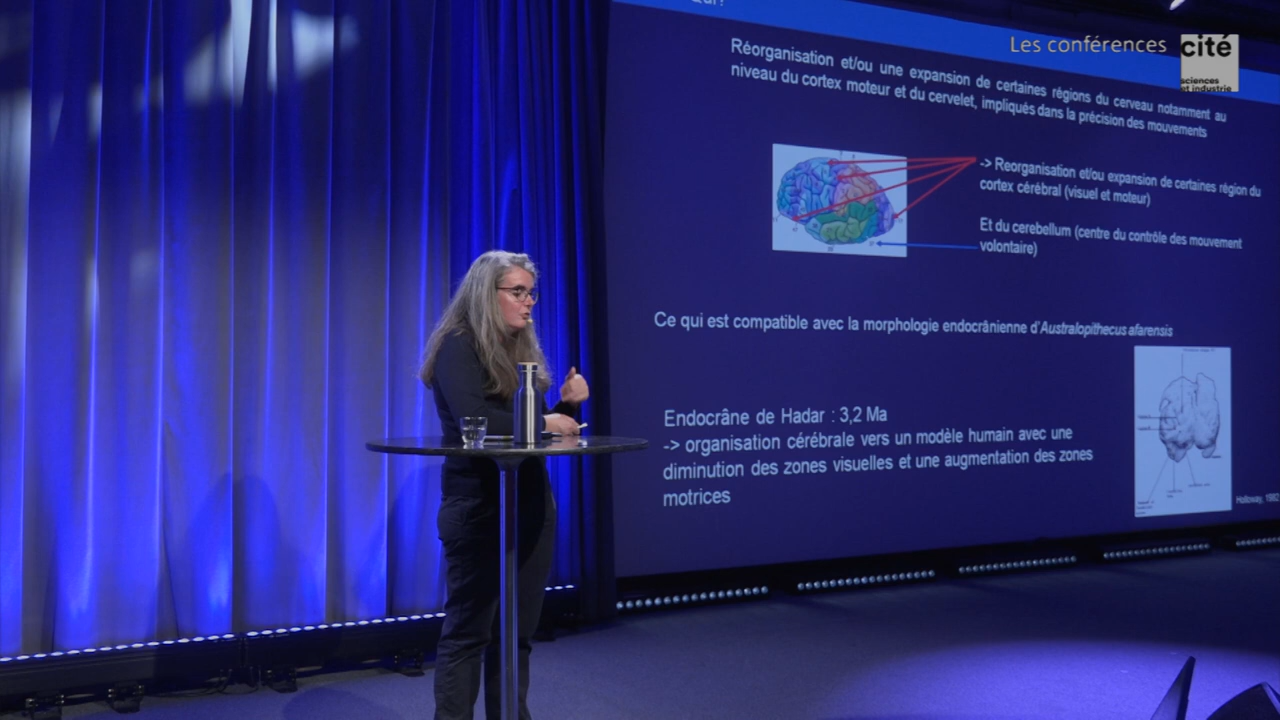 Qui?
Les conférences
cité
sciences
et industrie
Réorganisation et/ou une expansion de certaines régions du cerveau notamment au
niveau du cortex moteur et du cervelet, impliqués dans la précision des mouvements
-> Reorganisation et/ou expansion de certaines région du
cortex cérébral (visuel et moteur)
Et du cerebellum (centre du contrôle des mouvement
volontaire)
Ce qui est compatible avec la morphologie endocrânienne d'Australopithecus afarensis
Endocrâne de Hadar : 3,2 Ma
-> organisation cérébrale vers un modèle humain avec une
diminution des zones visuelles et une augmentation des zones
motrices
Holloway, 1982